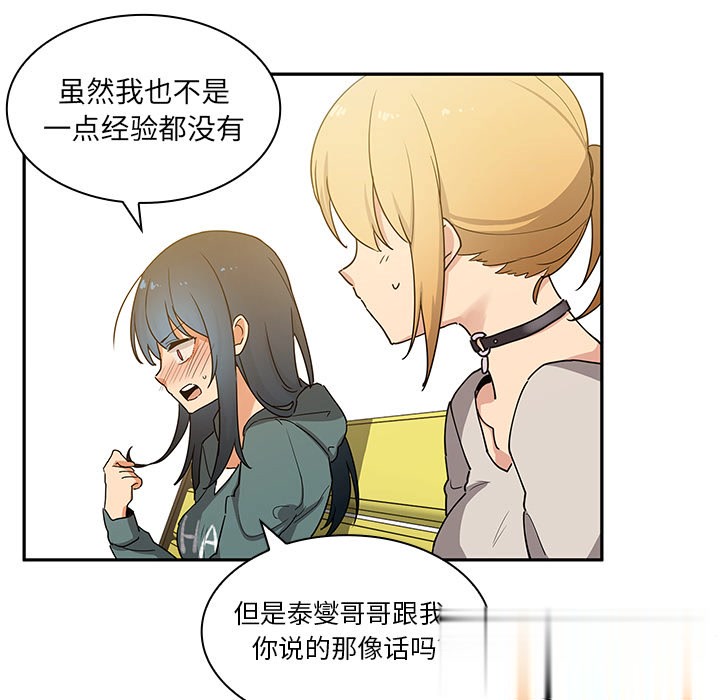 虽然我也不是
一点经验都没有
HA
但是泰燮哥哥跟我
你说的那像话吗